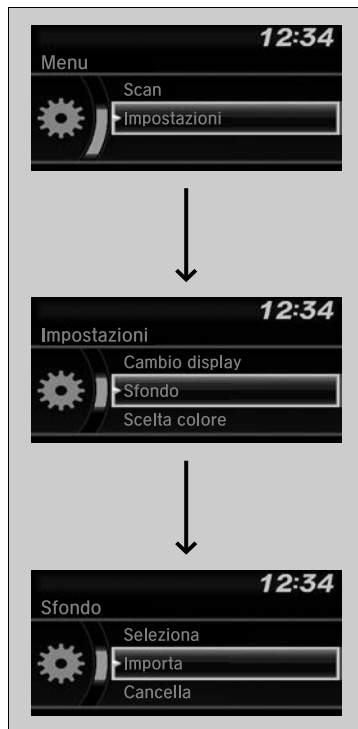 12:34
Menu
Scan
Impostazioni
12:34
Impostazioni
Cambio display
Sfondo
Scelta colore
12:34
Sfondo
Seleziona
Importa
Cancella